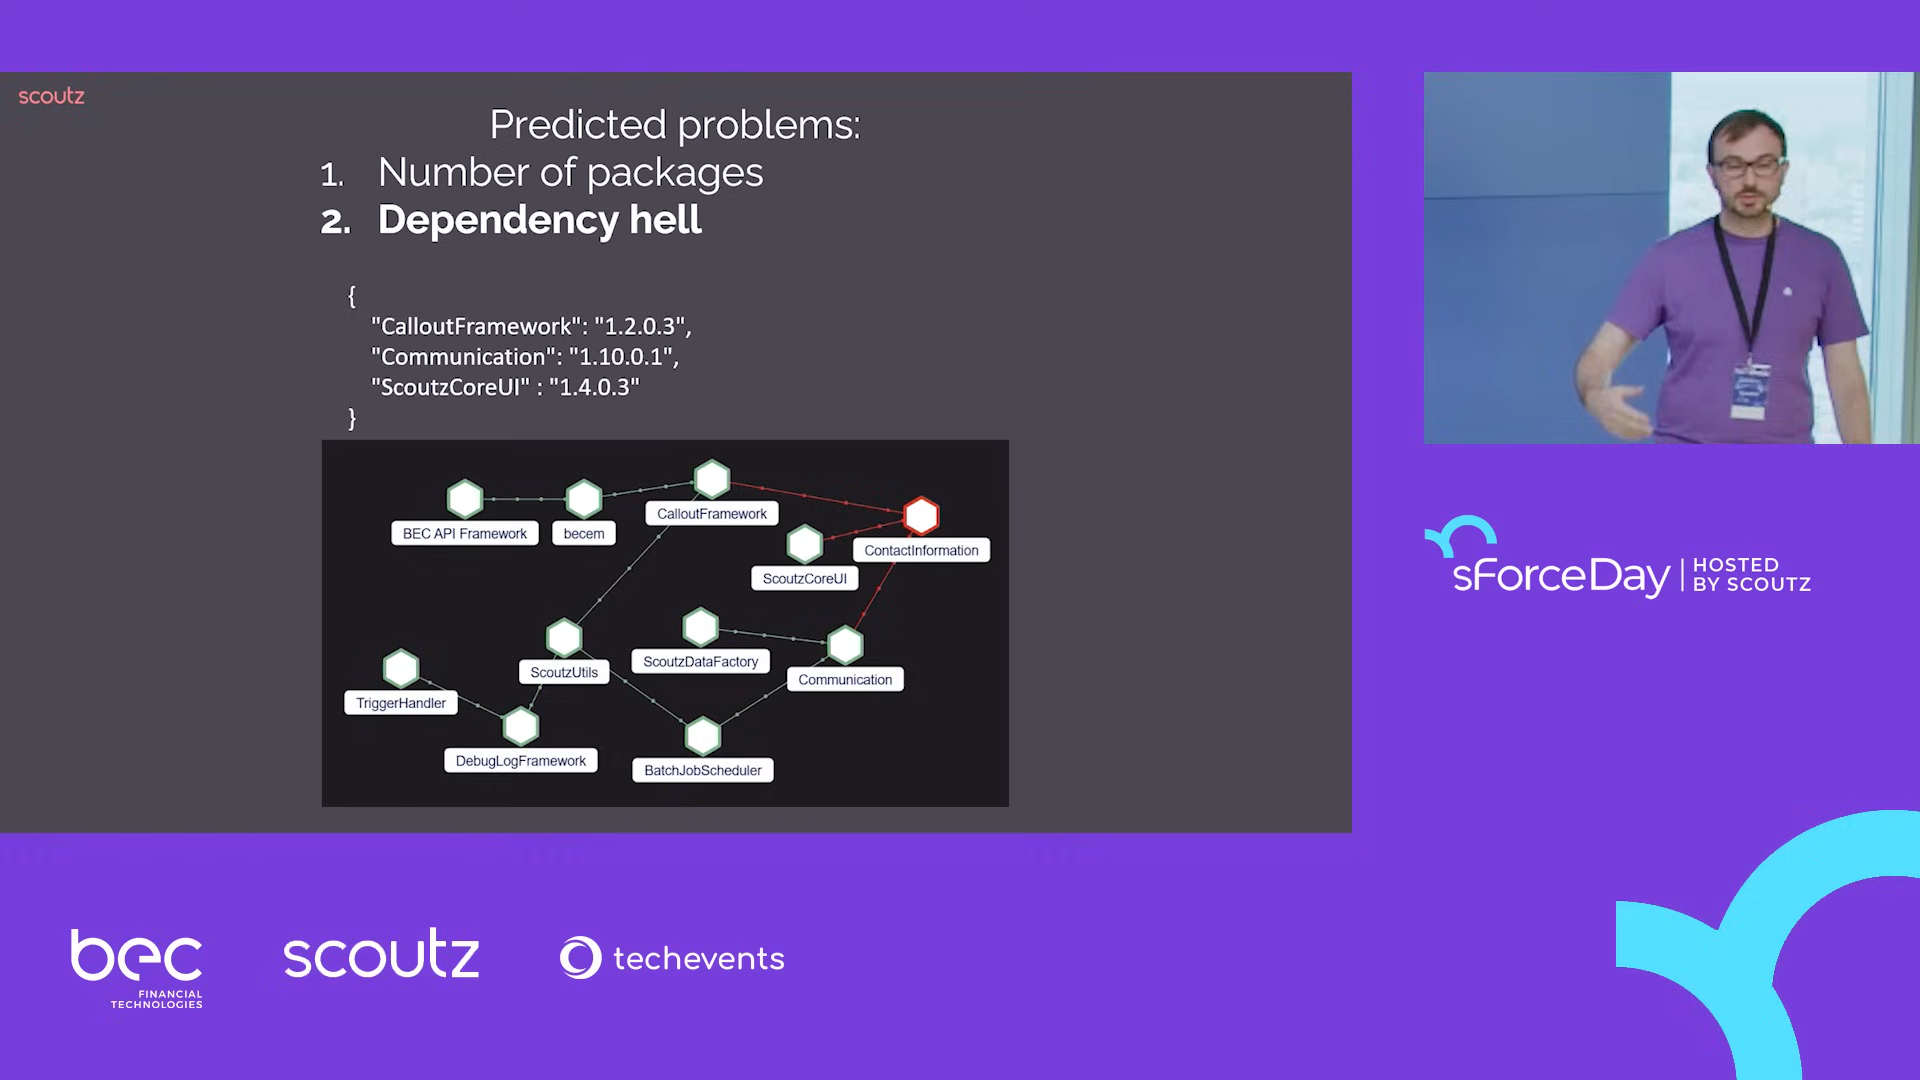 scoutz
Predicted problems:
1. Number of packages
2. Dependency hell
{
"CalloutFramework": "1.2.0.3",
"Communication": "1.10.0.1",
"ScoutzCoreUI" : "1.4.0.3"
}
BEC API Framework
becem
CalloutFramework
ContactInformation
ScoutzCoreUI
ScoutzUtils
ScoutzDataFactory
Communication
TriggerHandler
DebugLogFramework
BatchJobScheduler
sForceDay
HOSTED
BY SCOUTZ
bec
FINANCIAL
TECHNOLOGIES
scoutz
techevents